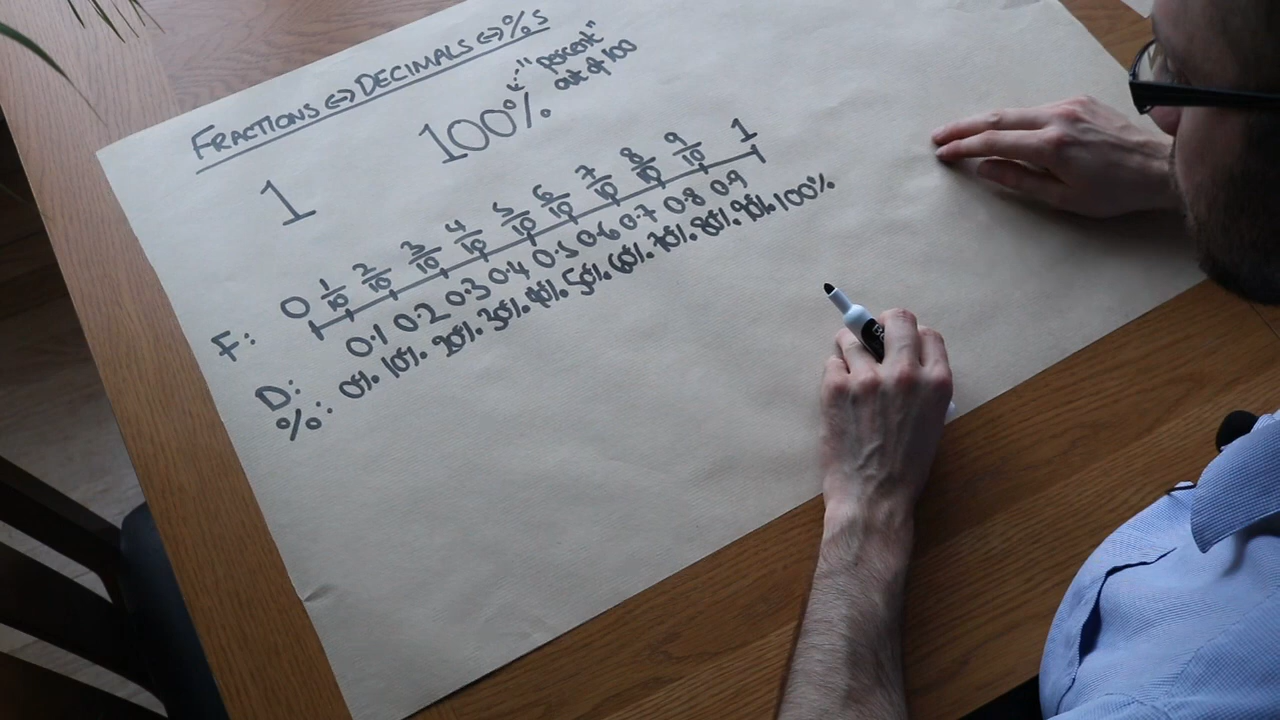 FRACTIONS ⇔ DECIMALS ⇔ %s
1 100% "percent"
out of 100
F: 0 1/10 2/10 3/10 4/10 5/10 6/10 7/10 8/10 9/10 1
D: 0.1 0.2 0.3 0.4 0.5 0.6 0.7 0.8 0.9
%: 0% 10% 20% 30% 40% 50% 60% 70% 80% 90% 100%